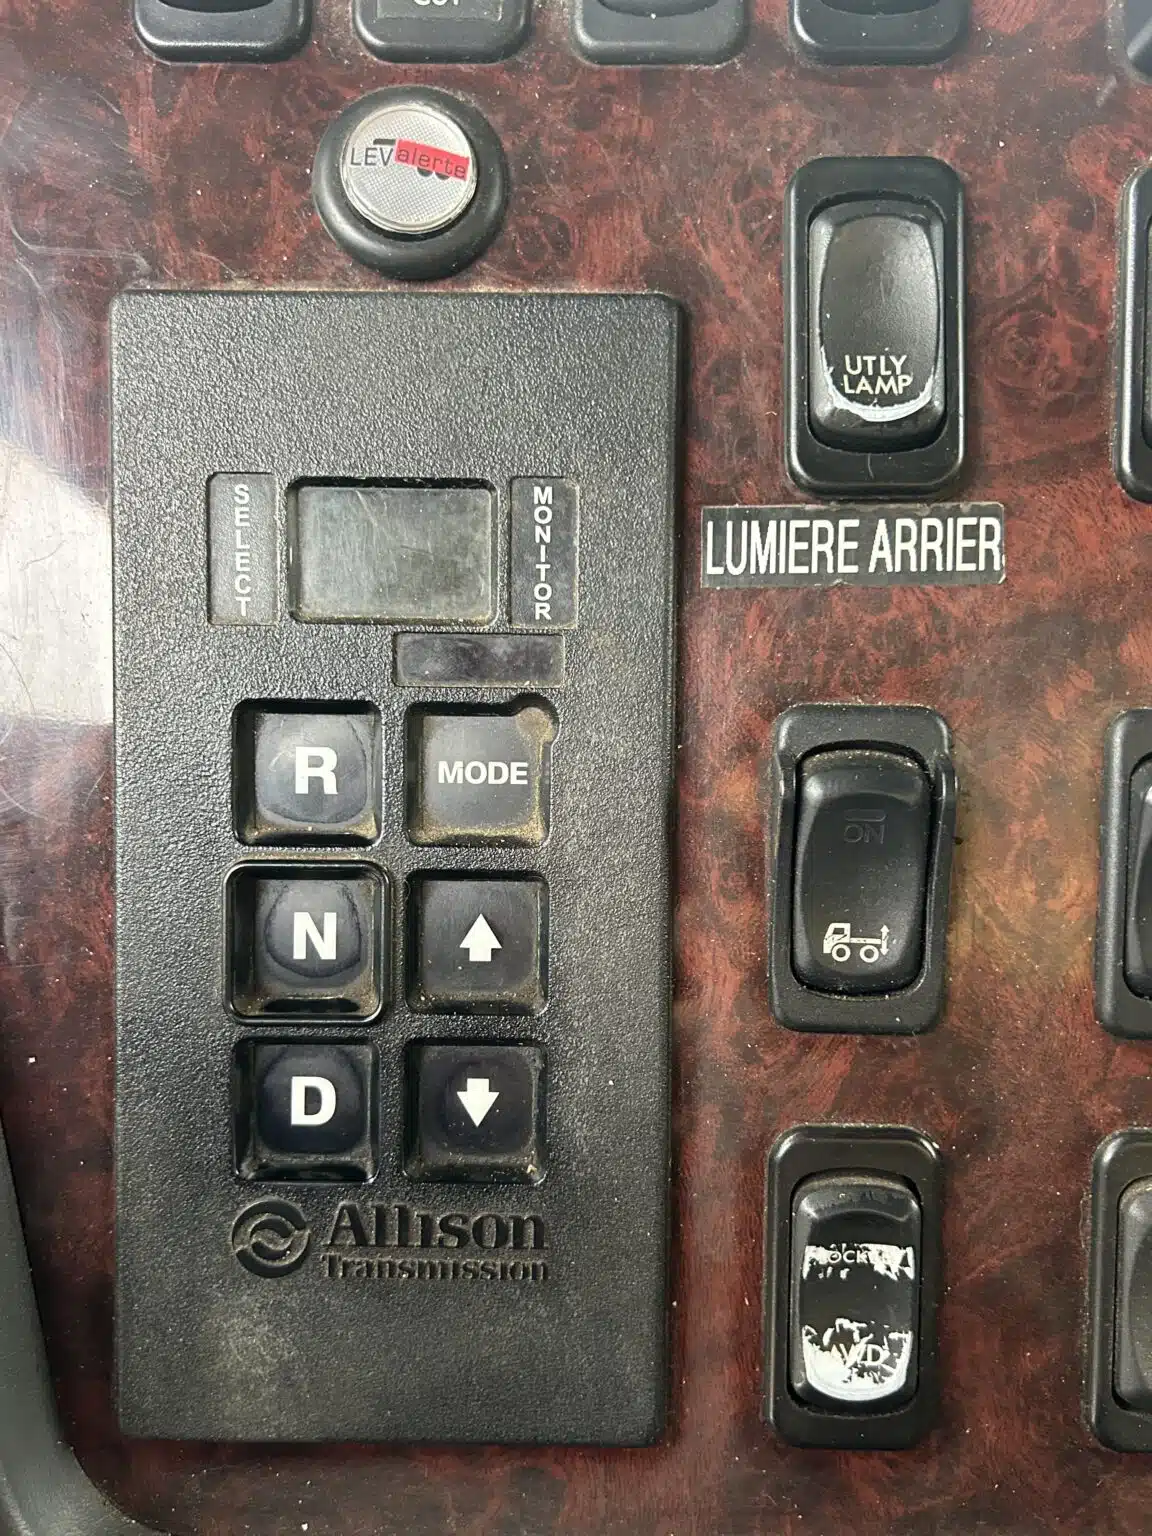 LEValerte
UTLY
LAMP
LUMIERE ARRIER
SELECT
MONITOR
R
MODE
N
D
ON
Allison
Transmission